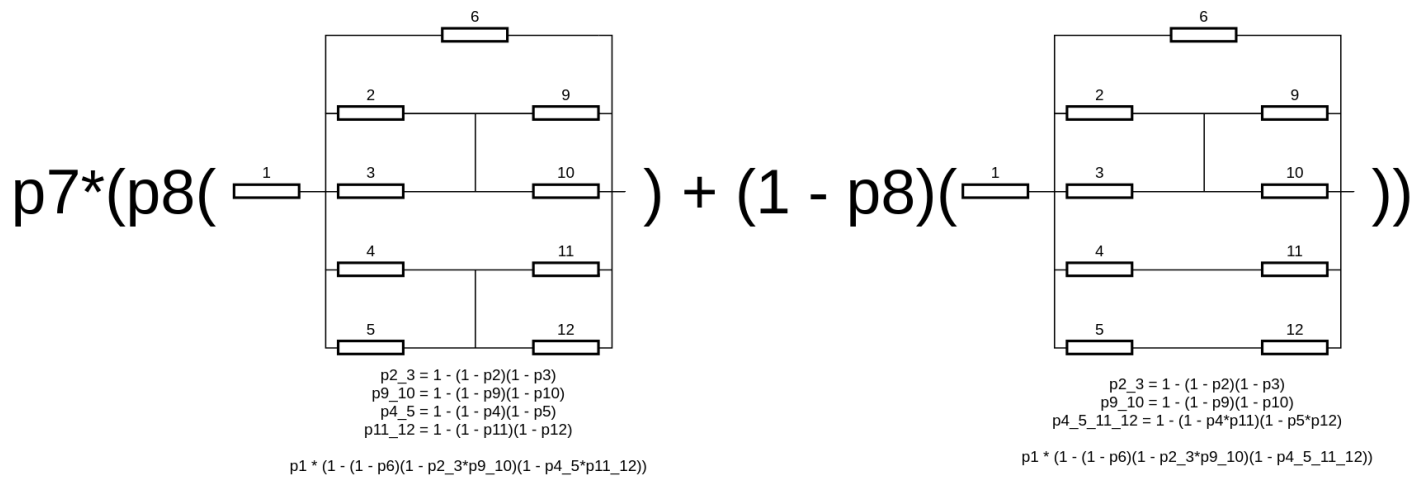 6
6
2
9
2
9
p7*(p8(
1
3
10
) + (1 - p8)(
1
3
10
))
4
11
4
11
5
12
5
12
p2_3 = 1 - (1 - p2)(1 - p3)
p9_10 = 1 - (1 - p9)(1 - p10)
p4_5 = 1 - (1 - p4)(1 - p5)
p11_12 = 1 - (1 - p11)(1 - p12)
p1 * (1 - (1 - p6)(1 - p2_3*p9_10)(1 - p4_5*p11_12))
p2_3 = 1 - (1 - p2)(1 - p3)
p9_10 = 1 - (1 - p9)(1 - p10)
p4_5_11_12 = 1 - (1 - p4*p11)(1 - p5*p12)
p1 * (1 - (1 - p6)(1 - p2_3*p9_10)(1 - p4_5_11_12))